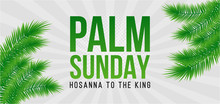 PALM
SUNDAY
HOSANNA TO THE KING